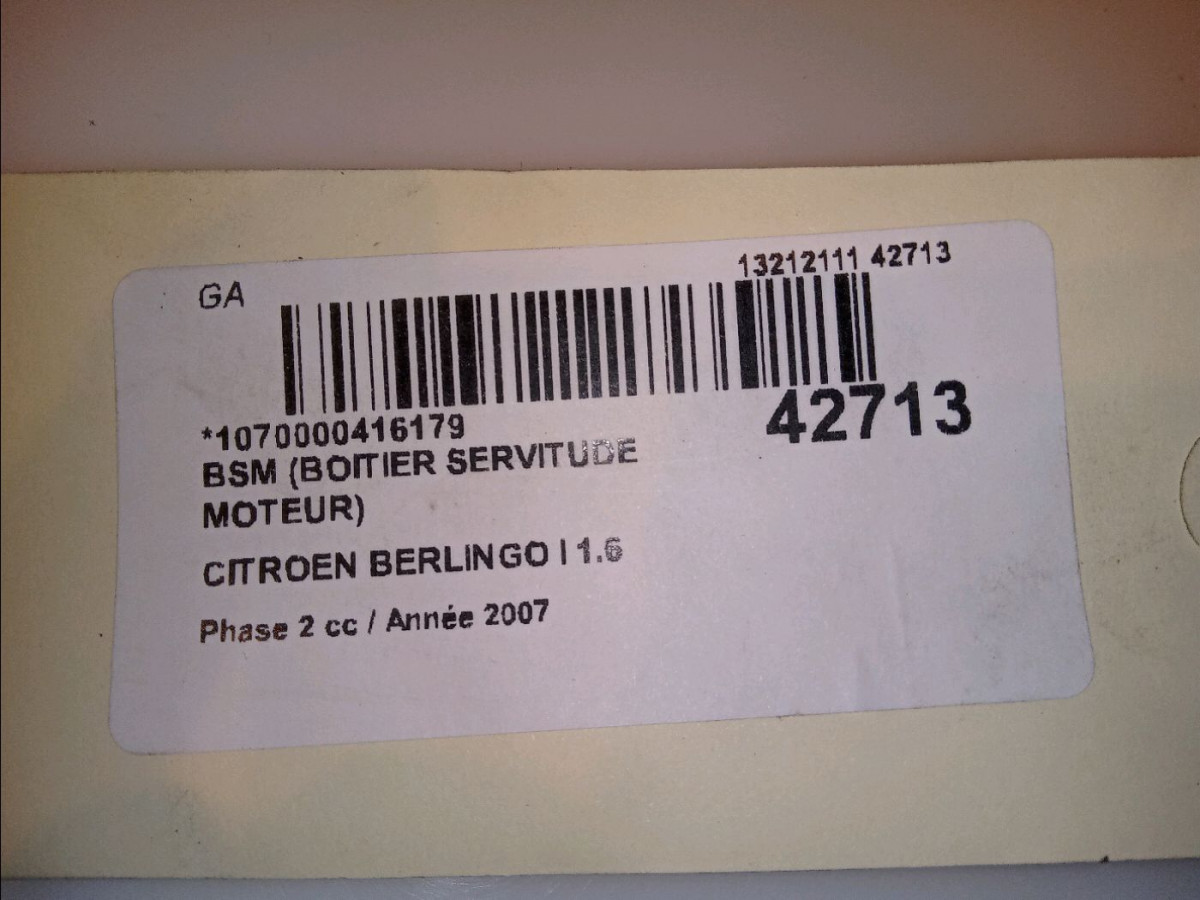 GA
13212111 42713
*1070000416179
42713
BSM (BOITIER SERVITUDE
MOTEUR)
CITROEN BERLINGO I 1.6
Phase 2 cc / Année 2007